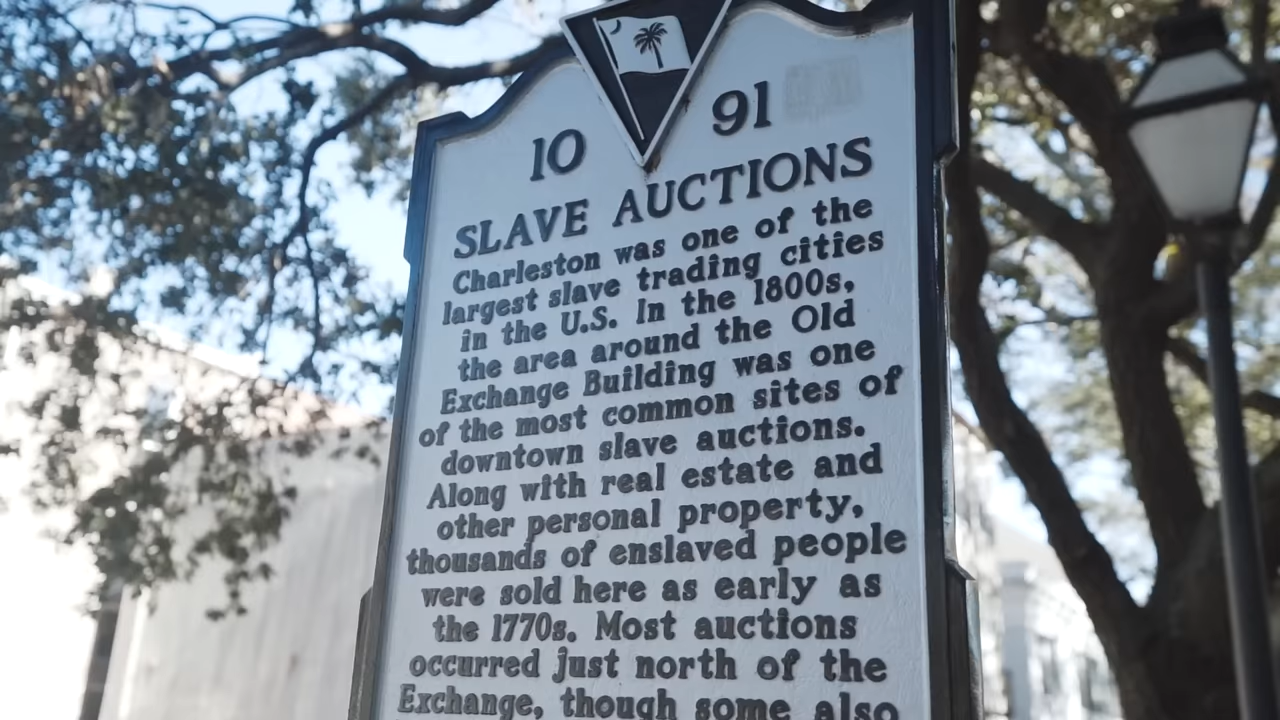 10 91
SLAVE AUCTIONS
Charleston was one of the
largest slave trading cities
in the U.S. In the 1800s,
the area around the Old
Exchange Building was one
of the most common sites of
downtown slave auctions.
Along with real estate and
other personal property,
thousands of enslaved people
were sold here as early as
the 1770s. Most auctions
occurred just north of the
Exchange, though some also